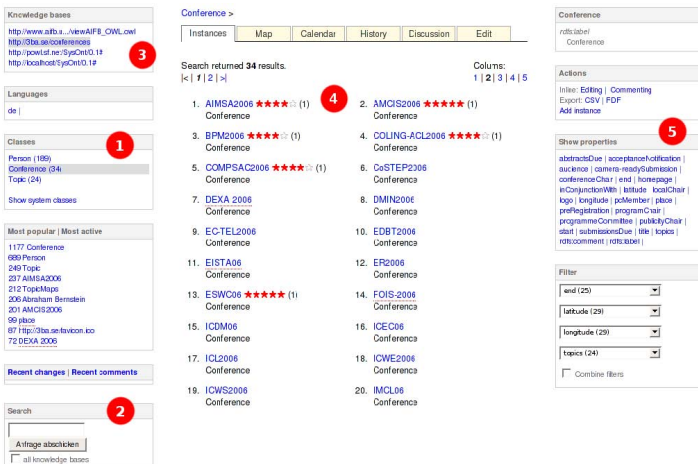 Knowledge bases
http://www.aifb.u.../viewAIFB_OWL.owl
http://3ba.se/conferences
http://powl.sf.net/SysOnt/0.1#
http://localhost/SysOnt/0.1#
3
Languages
de |
Classes
1
Person (189)
Conference (34)
Topic (24)
Show system classes
Most popular | Most active
1177 Conference
689 Person
249 Topic
237 AIMSA2006
212 TopicMaps
206 Abraham Bernstein
201 AMCIS2006
99 place
87 http://3ba.se/favicon.ico
72 DEXA 2006
Recent changes | Recent comments
Search
2
Anfrage abschicken
all knowledge bases
Conference >
Instances Map Calendar History Discussion Edit
Search returned 34 results.
|< | 1 | 2 | >|
Columns:
1 | 2 | 3 | 4 | 5
4
1. AIMSA2006 ★★★★☆ (1)
Conference
2. AMCIS2006 ★★★★★ (1)
Conference
3. BPM2006 ★★★★☆ (1)
Conference
4. COLING-ACL2006 ★★★★☆ (1)
Conference
5. COMPSAC2006 ★★★★☆ (1)
Conference
6. CoSTEP2006
Conference
7. DEXA 2006
Conference
8. DMIN2006
Conference
9. EC-TEL2006
Conference
10. EDBT2006
Conference
11. EISTA06
Conference
12. ER2006
Conference
13. ESWC06 ★★★★★ (1)
Conference
14. FOIS-2006
Conference
15. ICDM06
Conference
16. ICEC06
Conference
17. ICL2006
Conference
18. ICWE2006
Conference
19. ICWS2006
Conference
20. IMCL06
Conference
Conference
rdfs:label
Conference
Actions
Inline: Editing | Commenting
Export: CSV | PDF
Add instance
5
Show properties
abstractsDue | acceptanceNotification |
audience | camera-readySubmission |
conferenceChair | end | homepage |
inConjunctionWith | latitude localChair |
logo | longitude | pcMember | place |
preRegistration | programChair |
programmeCommittee | publicityChair |
start | submissionsDue | title | topics |
rdfs:comment | rdfs:label |
Filter
end (25)
latitude (29)
longitude (29)
topics (24)
Combine filters